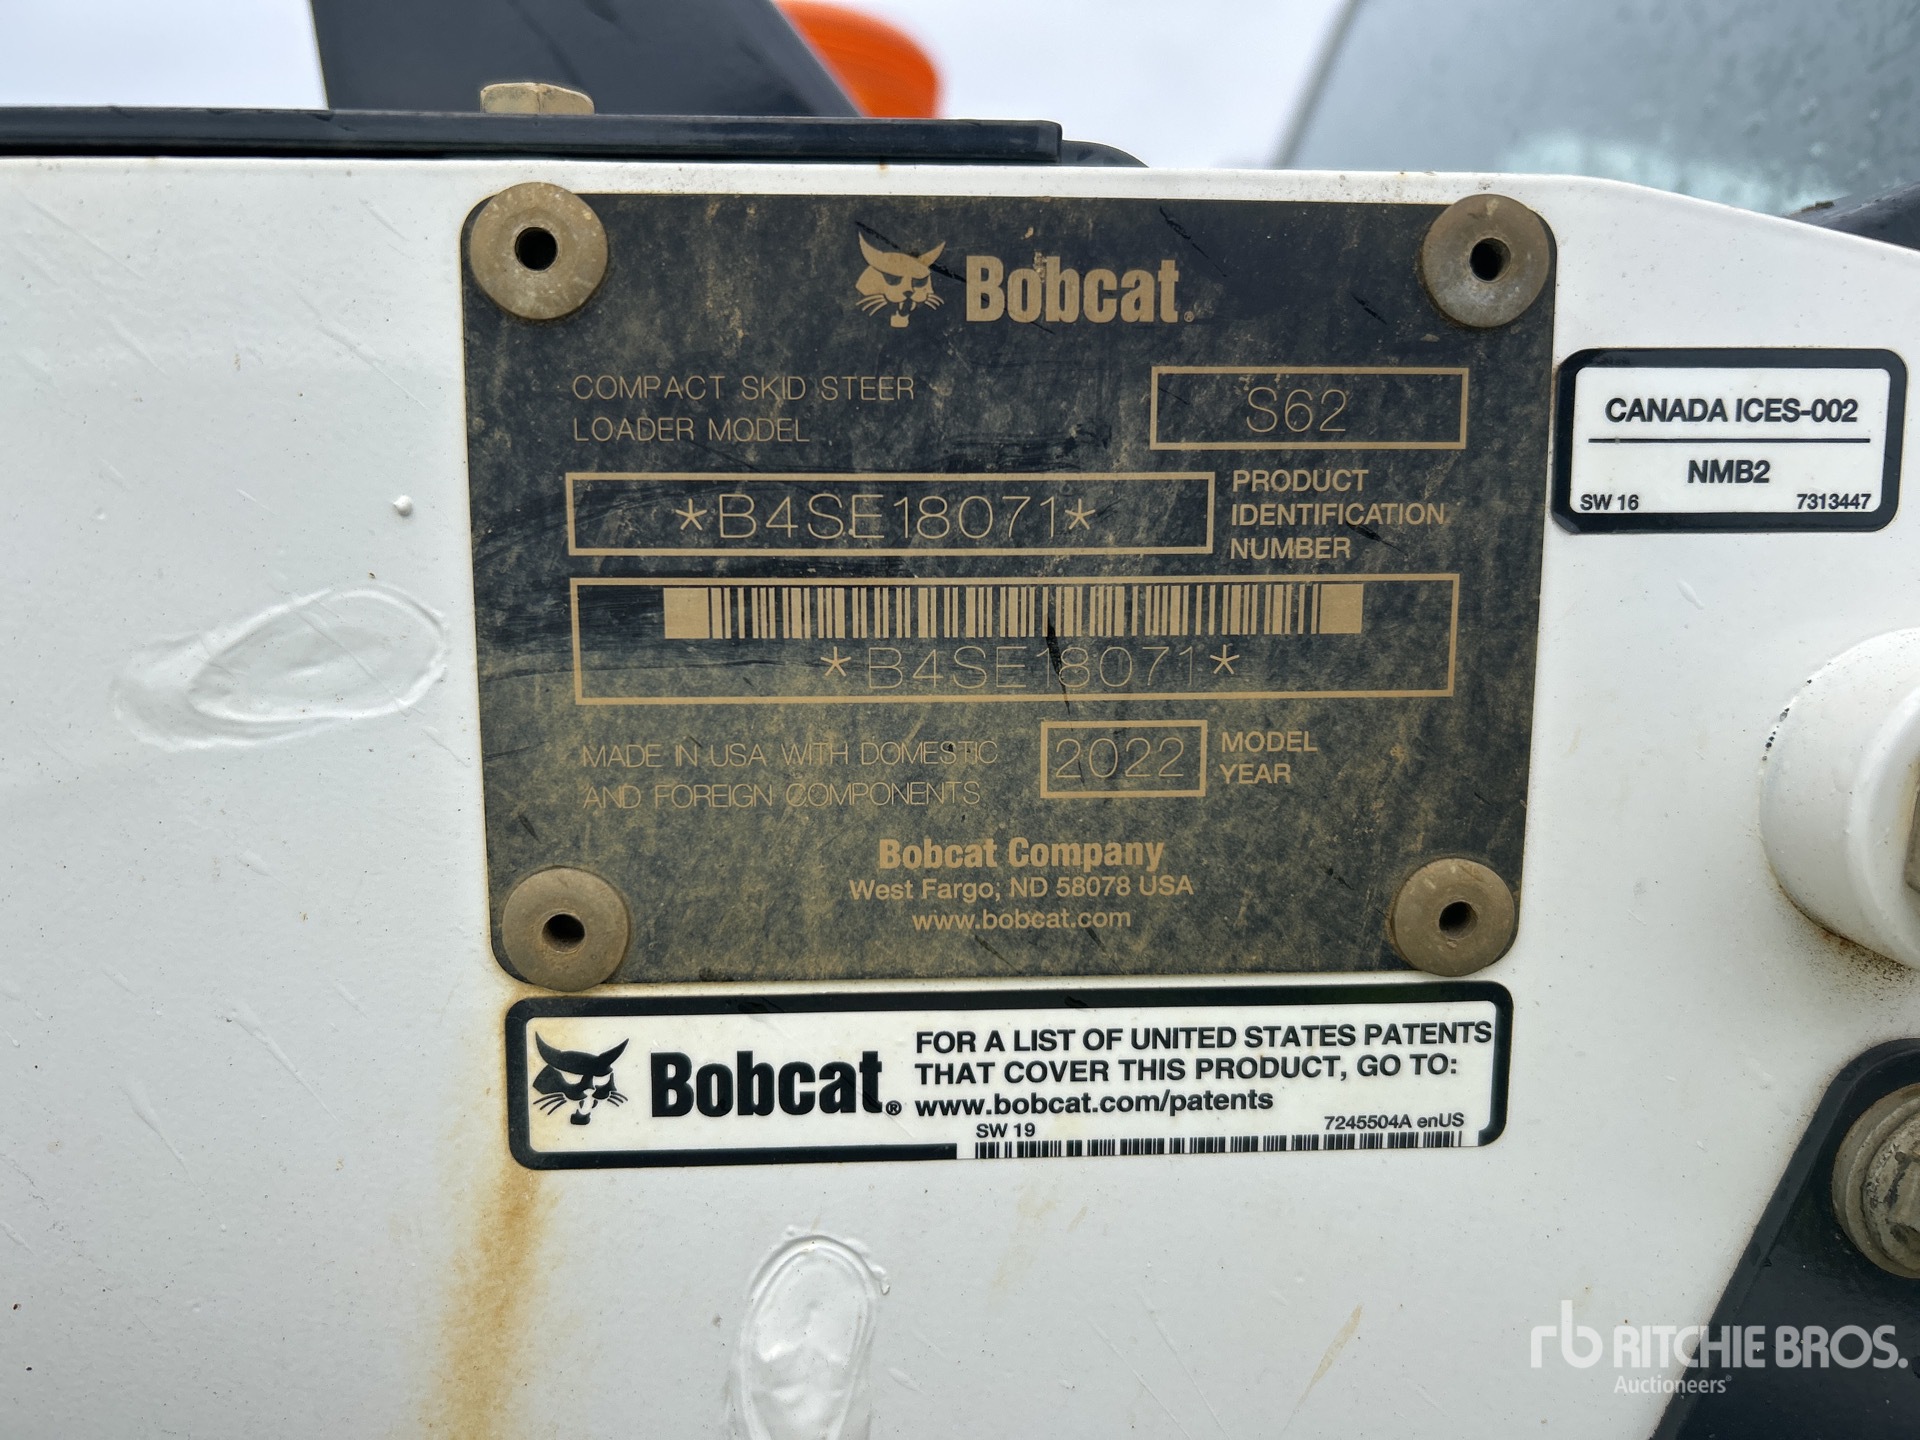 Bobcat®
COMPACT SKID STEER
LOADER MODEL
S62
*B4SE18071*
PRODUCT
IDENTIFICATION
NUMBER
*B4SE18071*
MADE IN USA WITH DOMESTIC
AND FOREIGN COMPONENTS
2022
MODEL
YEAR
Bobcat Company
West Fargo, ND 58078 USA
www.bobcat.com
CANADA ICES-002
NMB2
SW 16
7313447
Bobcat®
FOR A LIST OF UNITED STATES PATENTS
THAT COVER THIS PRODUCT, GO TO:
www.bobcat.com/patents
SW 19
7245504A enUS
rb RITCHIE BROS.
Auctioneers®